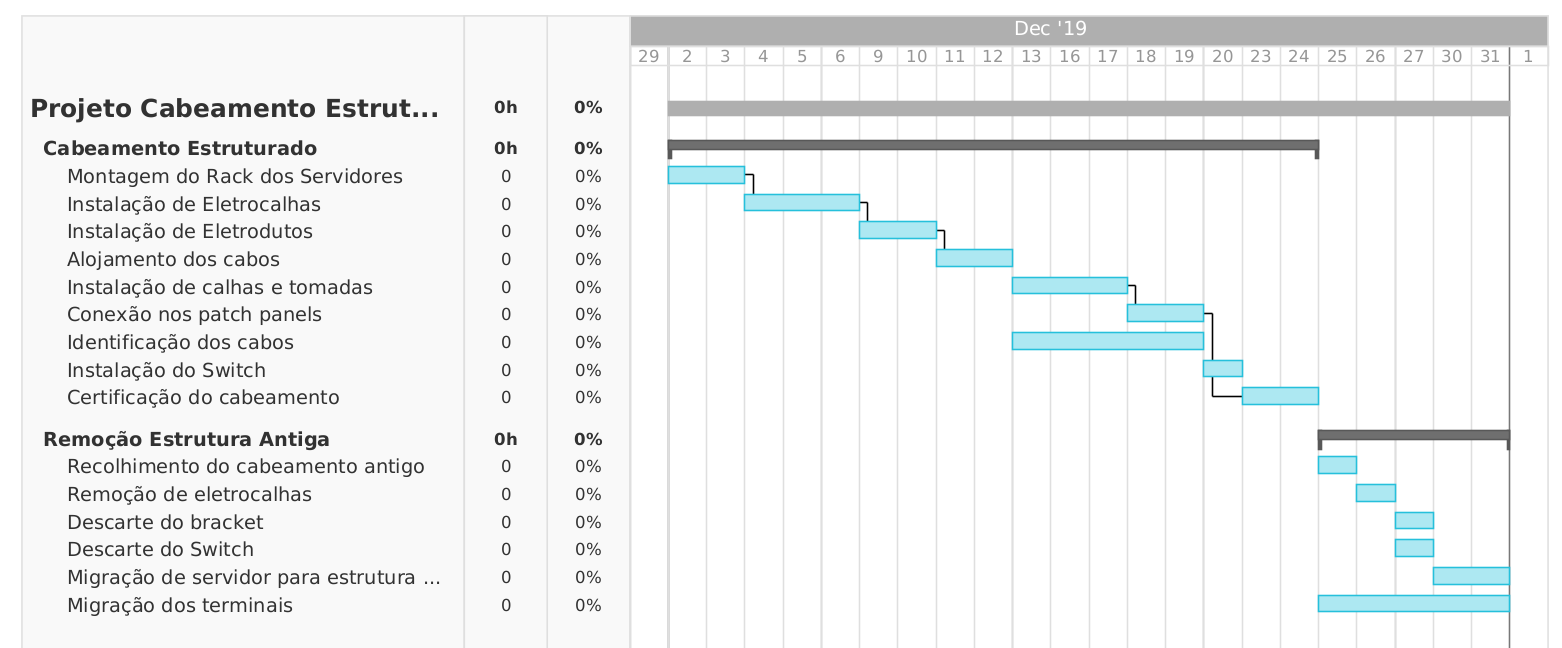 Dec '19
29 2 3 4 5 6 9 10 11 12 13 16 17 18 19 20 23 24 25 26 27 30 31 1
Projeto Cabeamento Estrut... 0h 0%
Cabeamento Estruturado 0h 0%
Montagem do Rack dos Servidores 0 0%
Instalação de Eletrocalhas 0 0%
Instalação de Eletrodutos 0 0%
Alojamento dos cabos 0 0%
Instalação de calhas e tomadas 0 0%
Conexão nos patch panels 0 0%
Identificação dos cabos 0 0%
Instalação do Switch 0 0%
Certificação do cabeamento 0 0%
Remoção Estrutura Antiga 0h 0%
Recolhimento do cabeamento antigo 0 0%
Remoção de eletrocalhas 0 0%
Descarte do bracket 0 0%
Descarte do Switch 0 0%
Migração de servidor para estrutura ... 0 0%
Migração dos terminais 0 0%